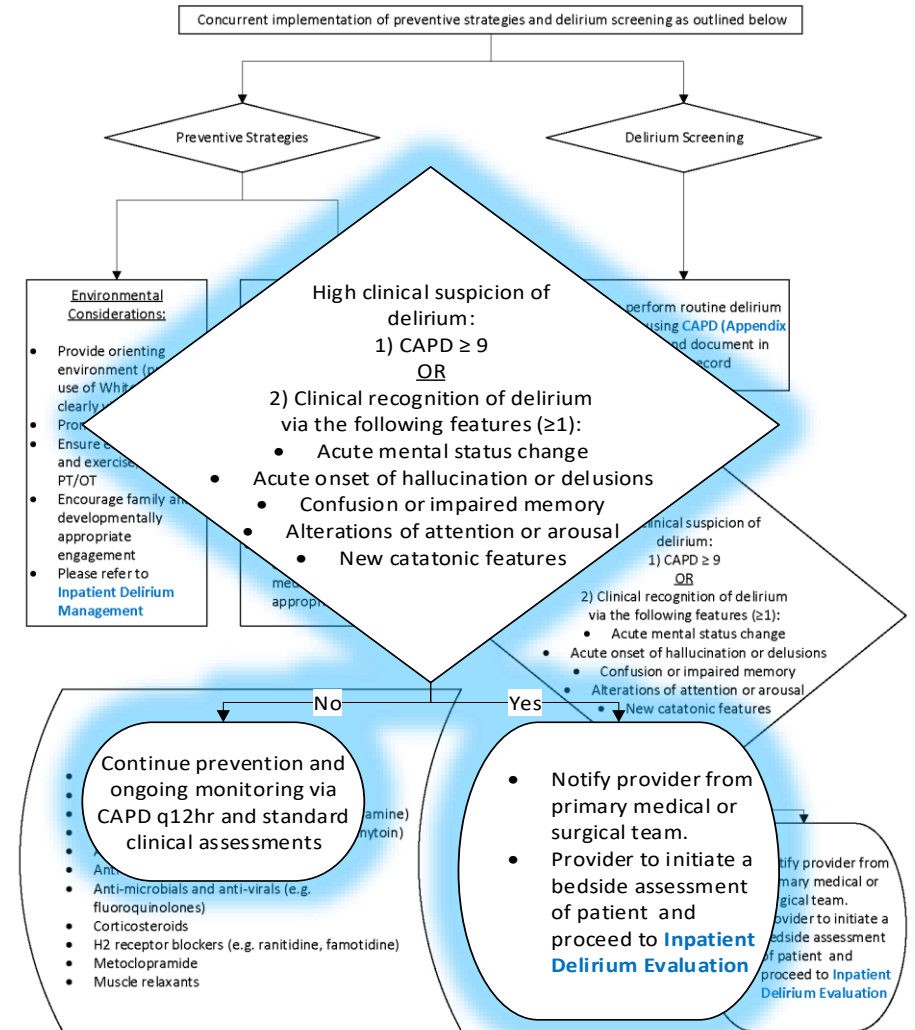 Concurrent implementation of preventive strategies and delirium screening as outlined below
Preventive Strategies
Delirium Screening
Environmental
Considerations:
• Provide orienting
environment
use of
clearly
•
• Ensure
and exercise,
PT/OT
• Encourage family
developmentally
appropriate
engagement
• Please refer to
Inpatient Delirium
Management
perform routine delirium
using CAPD (Appendix
and document in
High clinical suspicion of
delirium:
1) CAPD ≥ 9
OR
2) Clinical recognition of delirium
via the following features (≥1):
• Acute mental status change
• Acute onset of hallucination or delusions
• Confusion or impaired memory
• Alterations of attention or arousal
• New catatonic features
clinical suspicion of
delirium:
1) CAPD ≥ 9
OR
2) Clinical recognition of delirium
via the following features (≥1):
• Acute mental status change
• Acute onset of hallucination or delusions
• Confusion or impaired memory
• Alterations of attention or arousal
• New catatonic features
No
Yes
Continue prevention and
ongoing monitoring via
CAPD q12hr and standard
clinical assessments
• Notify provider from
primary medical or
surgical team.
• Provider to initiate a
bedside assessment
of patient and
proceed to Inpatient
Delirium Evaluation
• Anti-microbials and anti-virals (e.g.
fluoroquinolones)
• Corticosteroids
• H2 receptor blockers (e.g. ranitidine, famotidine)
• Metoclopramide
• Muscle relaxants
provider from
medical or
team.
to initiate a
assessment
of patient and
proceed to Inpatient
Delirium Evaluation